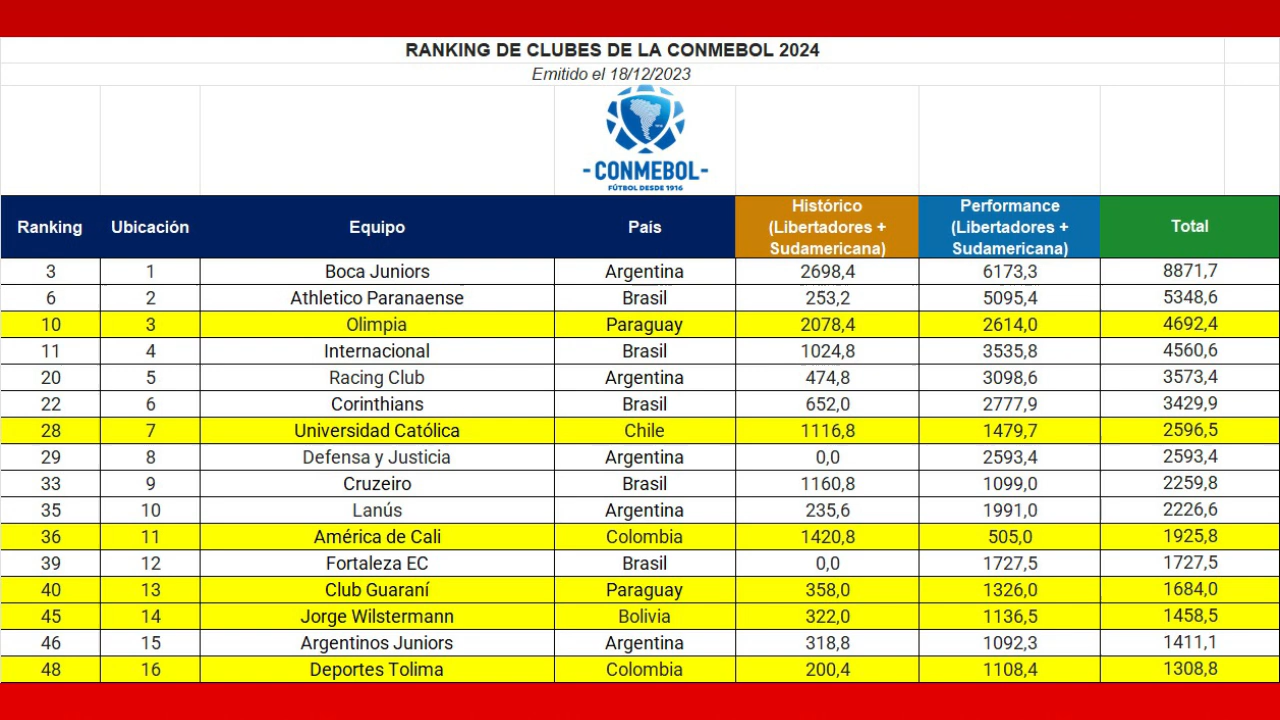 RANKING DE CLUBES DE LA CONMEBOL 2024
Emitido el 18/12/2023
-CONMEBOL-
FÚTBOL DESDE 1916
Ranking Ubicación Equipo País Histórico (Libertadores + Sudamericana) Performance (Libertadores + Sudamericana) Total
3 1 Boca Juniors Argentina 2698,4 6173,3 8871,7
6 2 Athletico Paranaense Brasil 253,2 5095,4 5348,6
10 3 Olimpia Paraguay 2078,4 2614,0 4692,4
11 4 Internacional Brasil 1024,8 3535,8 4560,6
20 5 Racing Club Argentina 474,8 3098,6 3573,4
22 6 Corinthians Brasil 652,0 2777,9 3429,9
28 7 Universidad Católica Chile 1116,8 1479,7 2596,5
29 8 Defensa y Justicia Argentina 0,0 2593,4 2593,4
33 9 Cruzeiro Brasil 1160,8 1099,0 2259,8
35 10 Lanús Argentina 235,6 1991,0 2226,6
36 11 América de Cali Colombia 1420,8 505,0 1925,8
39 12 Fortaleza EC Brasil 0,0 1727,5 1727,5
40 13 Club Guaraní Paraguay 358,0 1326,0 1684,0
45 14 Jorge Wilstermann Bolivia 322,0 1136,5 1458,5
46 15 Argentinos Juniors Argentina 318,8 1092,3 1411,1
48 16 Deportes Tolima Colombia 200,4 1108,4 1308,8